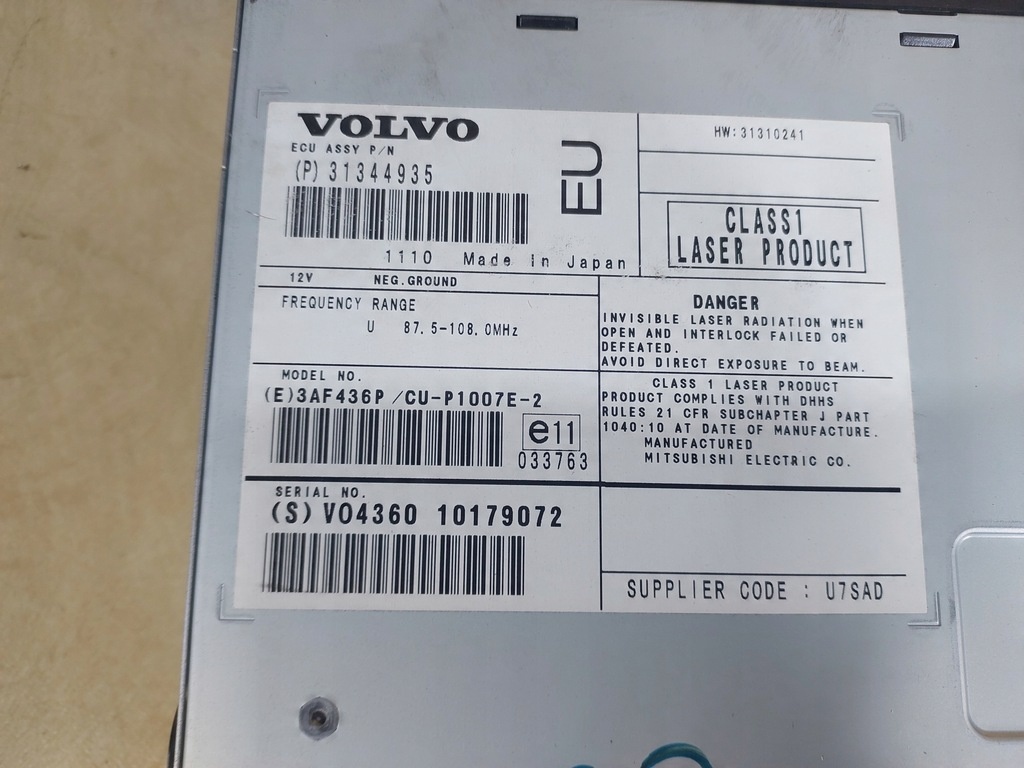 VOLVO
ECU ASSY P/N
(P) 31344935
EU
1110 Made In Japan
HW:31310241
CLASS1
LASER PRODUCT
12V NEG.GROUND
FREQUENCY RANGE
U 87.5-108.0MHz
DANGER
INVISIBLE LASER RADIATION WHEN
OPEN AND INTERLOCK FAILED OR
DEFEATED.
AVOID DIRECT EXPOSURE TO BEAM.
MODEL NO.
(E)3AF436P/CU-P1007E-2
e11
033763
CLASS 1 LASER PRODUCT
PRODUCT COMPLIES WITH DHHS
RULES 21 CFR SUBCHAPTER J PART
1040:10 AT DATE OF MANUFACTURE.
MANUFACTURED
MITSUBISHI ELECTRIC CO.
SERIAL NO.
(S) VO4360 10179072
SUPPLIER CODE : U7SAD